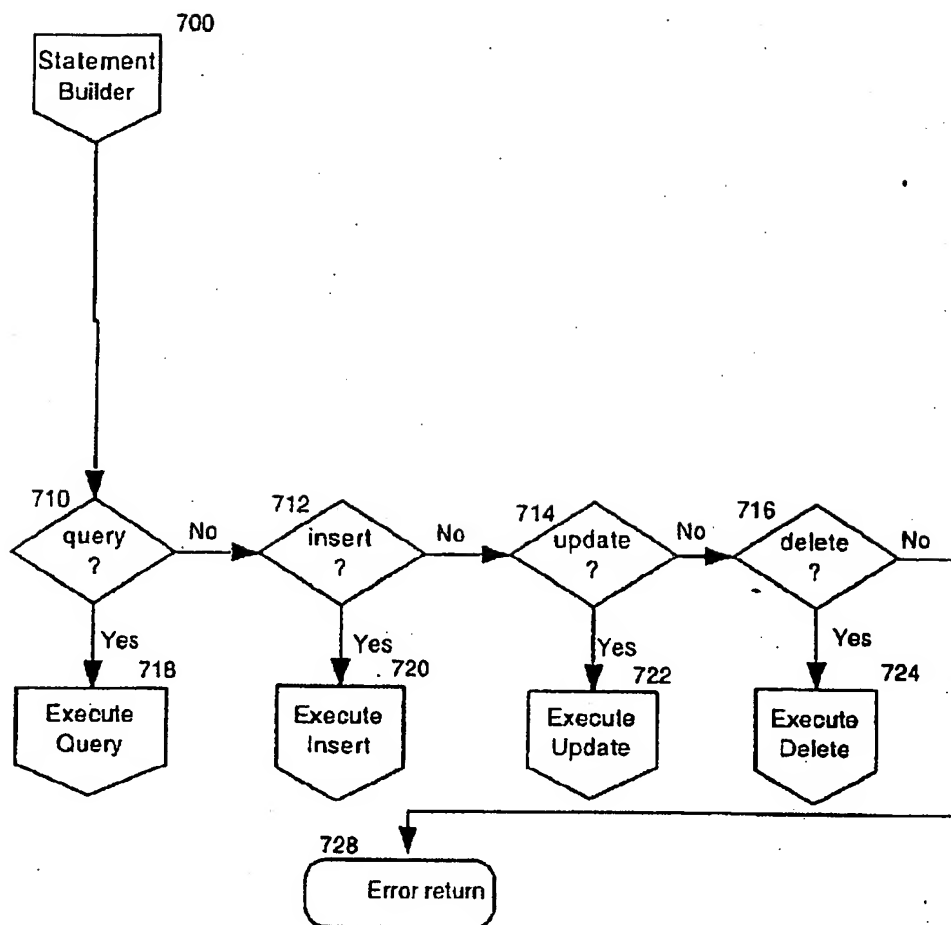 700
Statement
Builder
710
query
?
No
712
insert
?
No
714
update
?
No
716
delete
?
No
Yes
718
Execute
Query
Yes
720
Execute
Insert
Yes
722
Execute
Update
Yes
724
Execute
Delete
728
Error return